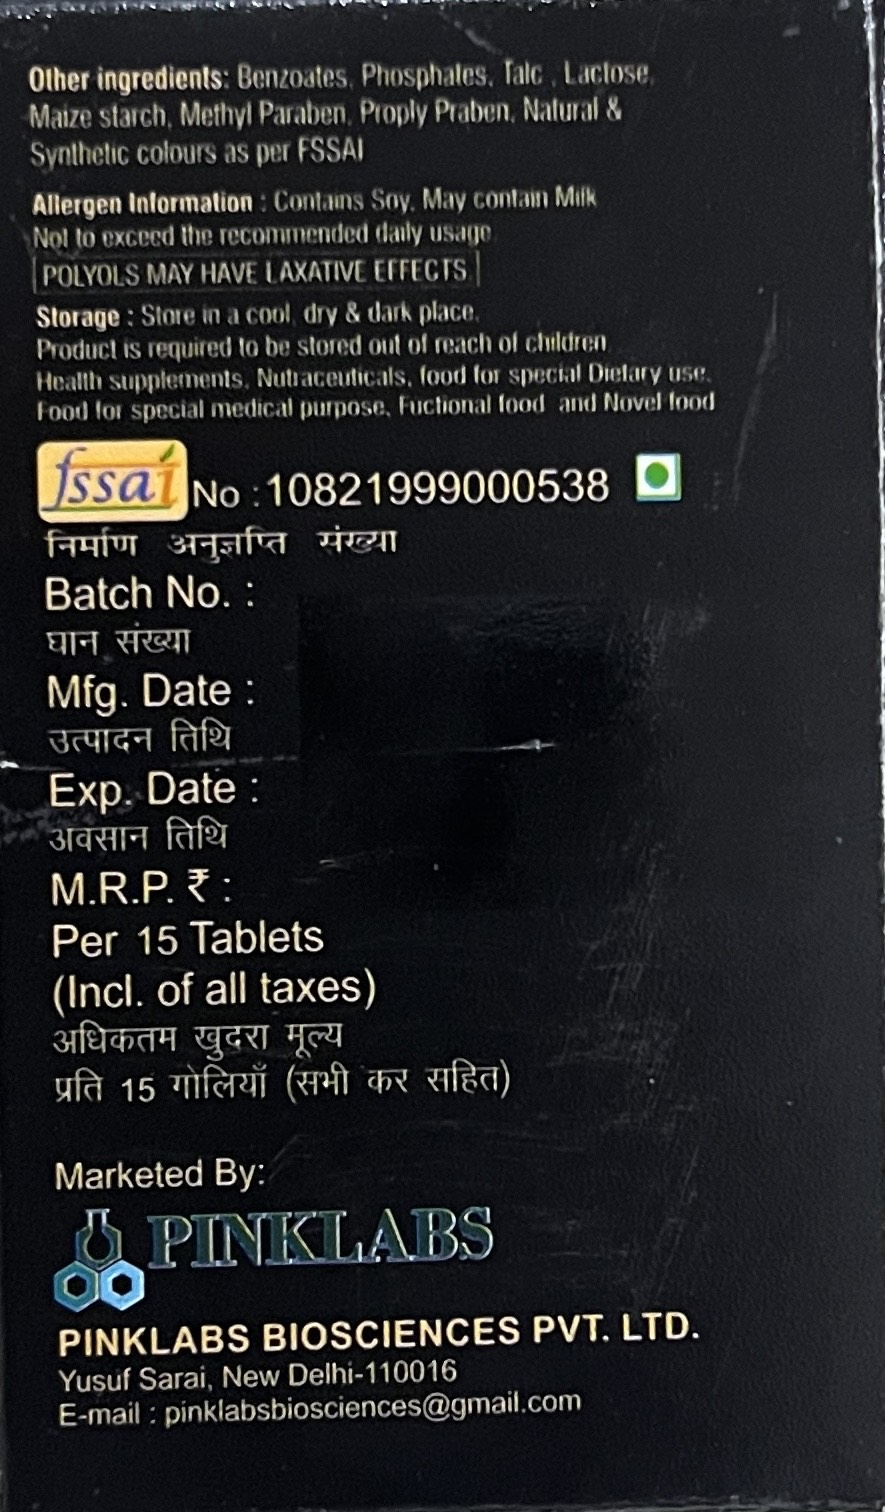 Other ingredients: Benzoates, Phosphates, Talc , Lactose,
Maize starch, Methyl Paraben, Proply Praben, Natural &
Synthetic colours as per FSSAI
Allergen Information : Contains Soy, May contain Milk
Not to exceed the recommended daily usage
POLYOLS MAY HAVE LAXATIVE EFFECTS
Storage : Store in a cool, dry & dark place.
Product is required to be stored out of reach of children
Health supplements, Nutraceuticals, food for special Dietary use.
Food for special medical purpose, Fuctional food and Novel food
fssai No : 10821999000538
निर्माण अनुज्ञप्ति संख्या
Batch No. :
घान संख्या
Mfg. Date :
उत्पादन तिथि
Exp. Date :
अवसान तिथि
M.R.P. ₹ :
Per 15 Tablets
(Incl. of all taxes)
अधिकतम खुदरा मूल्य
प्रति 15 गोलियाँ (सभी कर सहित)
Marketed By:
PINKLABS
PINKLABS BIOSCIENCES PVT. LTD.
Yusuf Sarai, New Delhi-110016
E-mail : pinklabsbiosciences@gmail.com